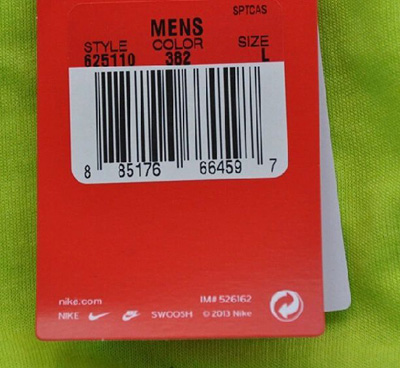 SPTCAS
MENS
STYLE COLOR SIZE
625110 382 L
8 85176 66459 7
nike.com IM# 526162
NIKE SWOOSH © 2013 Nike